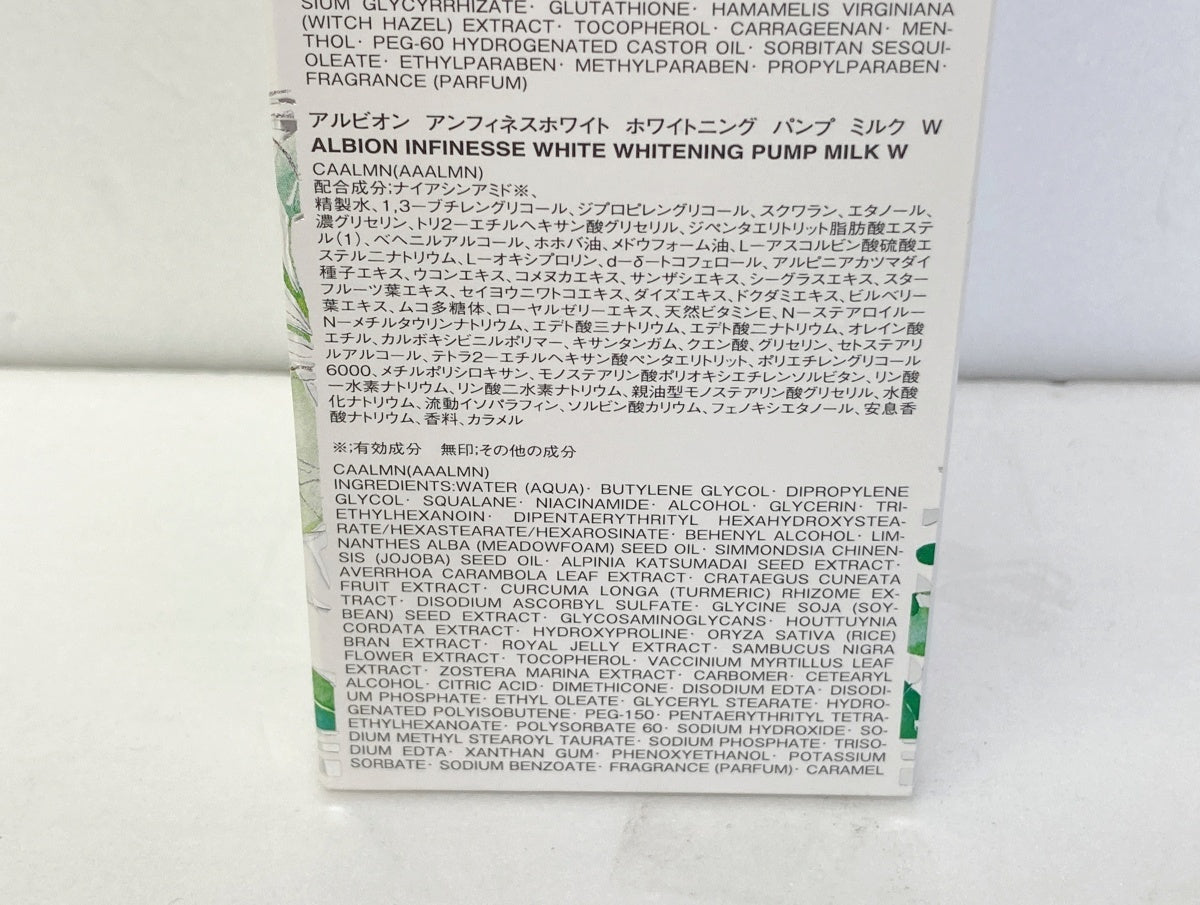 SIUM GLYCYRRHIZATE· GLUTATHIONE· HAMAMELIS VIRGINIANA
(WITCH HAZEL) EXTRACT· TOCOPHEROL· CARRAGEENAN· MEN-
THOL· PEG-60 HYDROGENATED CASTOR OIL· SORBITAN SESQUI-
OLEATE· ETHYLPARABEN· METHYLPARABEN· PROPYLPARABEN·
FRAGRANCE (PARFUM)
アルビオン アンフィネスホワイト ホワイトニング パンプ ミルク W
ALBION INFINESSE WHITE WHITENING PUMP MILK W
CAALMN(AAALMN)
配合成分;ナイアシンアミド※、
精製水、1,3-ブチレングリコール、ジプロピレングリコール、スクワラン、エタノール、
濃グリセリン、トリ2-エチルヘキサン酸グリセリル、ジペンタエリトリット脂肪酸エステ
ル(1)、ベヘニルアルコール、ホホバ油、メドウフォーム油、L-アスコルビン酸硫酸エ
ステル二ナトリウム、L-オキシプロリン、d-δ-トコフェロール、アルピニアカツマダイ
種子エキス、ウコンエキス、コメヌカエキス、サンザシエキス、シーグラスエキス、スター
フルーツ葉エキス、セイヨウニワトコエキス、ダイズエキス、ドクダミエキス、ビルベリー
葉エキス、ムコ多糖体、ローヤルゼリーエキス、天然ビタミンE、N-ステアロイル-
N-メチルタウリンナトリウム、エデト酸三ナトリウム、エデト酸二ナトリウム、オレイン酸
エチル、カルボキシビニルポリマー、キサンタンガム、クエン酸、グリセリン、セトステアリ
ルアルコール、テトラ2-エチルヘキサン酸ペンタエリトリット、ポリエチレングリコール
6000、メチルポリシロキサン、モノステアリン酸ポリオキシエチレンソルビタン、リン酸
一水素ナトリウム、リン酸二水素ナトリウム、親油型モノステアリン酸グリセリル、水酸
化ナトリウム、流動イソパラフィン、ソルビン酸カリウム、フェノキシエタノール、安息香
酸ナトリウム、香料、カラメル
※;有効成分 無印;その他の成分
CAALMN(AAALMN)
INGREDIENTS:WATER (AQUA)· BUTYLENE GLYCOL· DIPROPYLENE
GLYCOL· SQUALANE· NIACINAMIDE· ALCOHOL· GLYCERIN· TRI-
ETHYLHEXANOIN· DIPENTAERYTHRITYL HEXAHYDROXYSTEA-
RATE/HEXASTEARATE/HEXAROSINATE· BEHENYL ALCOHOL· LIM-
NANTHES ALBA (MEADOWFOAM) SEED OIL· SIMMONDSIA CHINEN-
SIS (JOJOBA) SEED OIL· ALPINIA KATSUMADAI SEED EXTRACT·
AVERRHOA CARAMBOLA LEAF EXTRACT· CRATAEGUS CUNEATA
FRUIT EXTRACT· CURCUMA LONGA (TURMERIC) RHIZOME EX-
TRACT· DISODIUM ASCORBYL SULFATE· GLYCINE SOJA (SOY-
BEAN) SEED EXTRACT· GLYCOSAMINOGLYCANS· HOUTTUYNIA
CORDATA EXTRACT· HYDROXYPROLINE· ORYZA SATIVA (RICE)
BRAN EXTRACT· ROYAL JELLY EXTRACT· SAMBUCUS NIGRA
FLOWER EXTRACT· TOCOPHEROL· VACCINIUM MYRTILLUS LEAF
EXTRACT· ZOSTERA MARINA EXTRACT· CARBOMER· CETEARYL
ALCOHOL· CITRIC ACID· DIMETHICONE· DISODIUM EDTA· DISODI-
UM PHOSPHATE· ETHYL OLEATE· GLYCERYL STEARATE· HYDRO-
GENATED POLYISOBUTENE· PEG-150· PENTAERYTHRITYL TETRA-
ETHYLHEXANOATE· POLYSORBATE 60· SODIUM HYDROXIDE· SO-
DIUM METHYL STEAROYL TAURATE· SODIUM PHOSPHATE· TRISO-
DIUM EDTA· XANTHAN GUM· PHENOXYETHANOL· POTASSIUM
SORBATE· SODIUM BENZOATE· FRAGRANCE (PARFUM)· CARAMEL